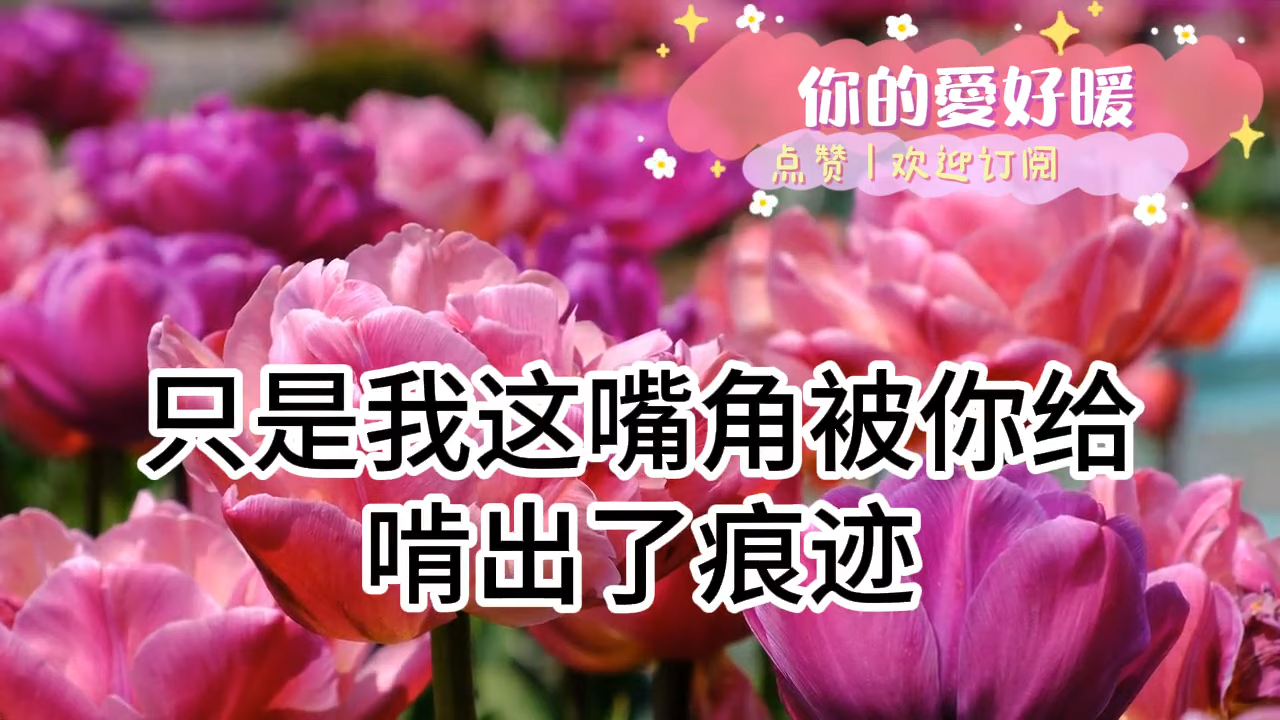 你的愛好暖
点赞 | 欢迎订阅
只是我这嘴角被你给
啃出了痕迹